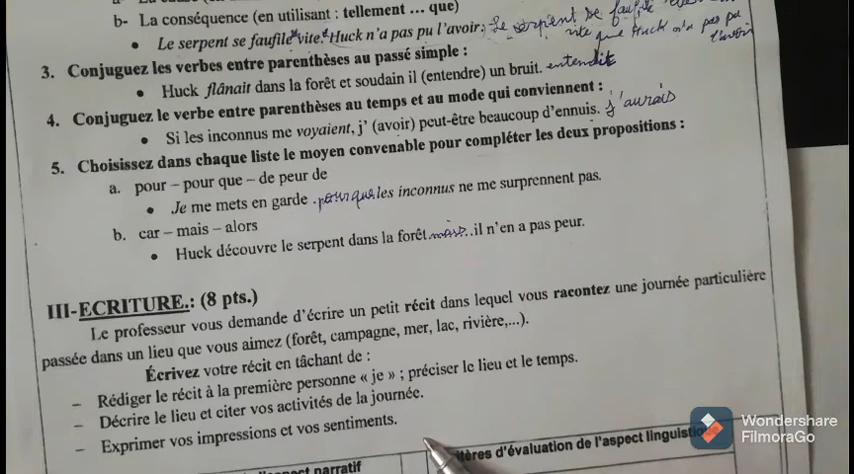 b- La conséquence (en utilisant : tellement ... que)
• Le serpent se faufile vite. Huck n'a pas pu l'avoir. Le serpent se faufile
vite que Huck n'a pas pu
l'avoir
3. Conjuguez les verbes entre parenthèses au passé simple :
• Huck flânait dans la forêt et soudain il (entendre) un bruit. entendit
4. Conjuguez le verbe entre parenthèses au temps et au mode qui conviennent :
• Si les inconnus me voyaient, j' (avoir) peut-être beaucoup d'ennuis. j'aurais
5. Choisissez dans chaque liste le moyen convenable pour compléter les deux propositions :
a. pour – pour que – de peur de
• Je me mets en garde .pour que les inconnus ne me surprennent pas.
b. car – mais – alors
• Huck découvre le serpent dans la forêt.mais..il n'en a pas peur.
III-ECRITURE.: (8 pts.)
Le professeur vous demande d'écrire un petit récit dans lequel vous racontez une journée particulière
passée dans un lieu que vous aimez (forêt, campagne, mer, lac, rivière,...).
Écrivez votre récit en tâchant de :
– Rédiger le récit à la première personne « je » ; préciser le lieu et le temps.
– Décrire le lieu et citer vos activités de la journée.
– Exprimer vos impressions et vos sentiments.
tères d'évaluation de l'aspect linguisti
narratif
Wondershare
FilmoraGo